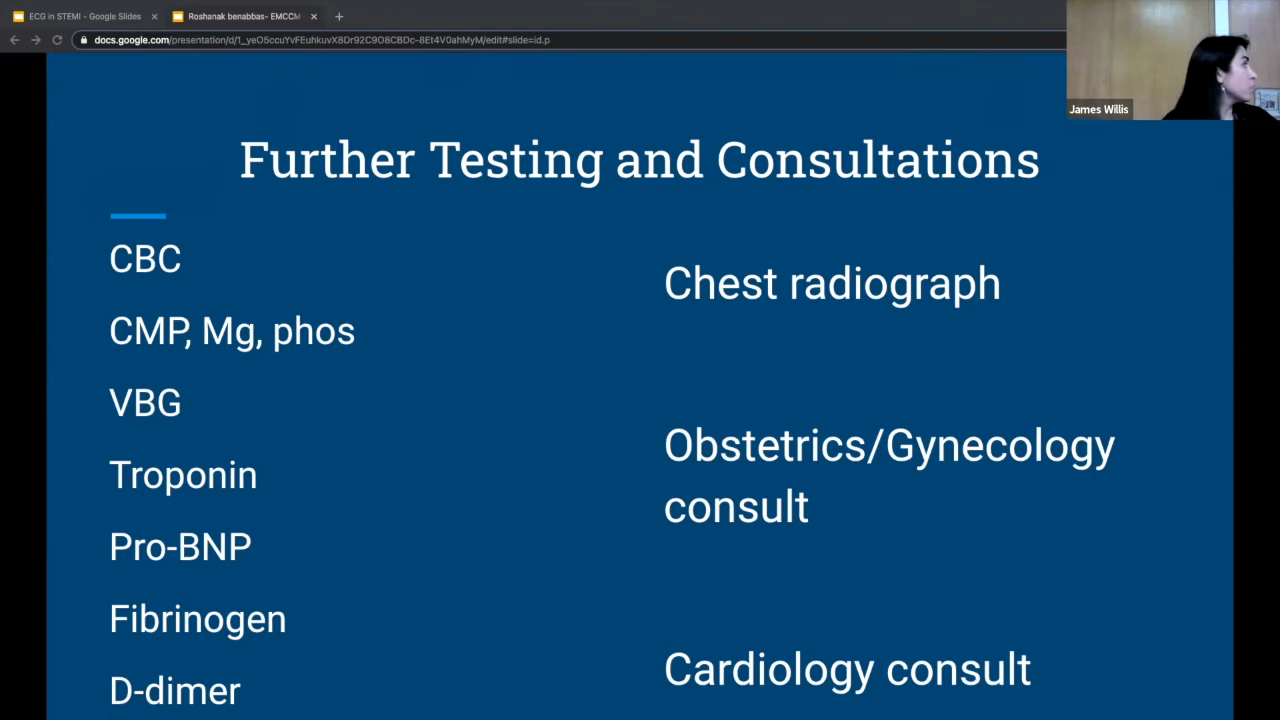 ECG in STEMI - Google Slides
Roshanak benabbas- EMCCM
docs.google.com/presentation/d/1_yeO5ccuYvFEuhkuvX8Dr92C9O8CBDc-8Et4V0ahMyM/edit#slide=id.p
James Willis
Further Testing and Consultations
CBC
CMP, Mg, phos
VBG
Troponin
Pro-BNP
Fibrinogen
D-dimer
Chest radiograph
Obstetrics/Gynecology
consult
Cardiology consult